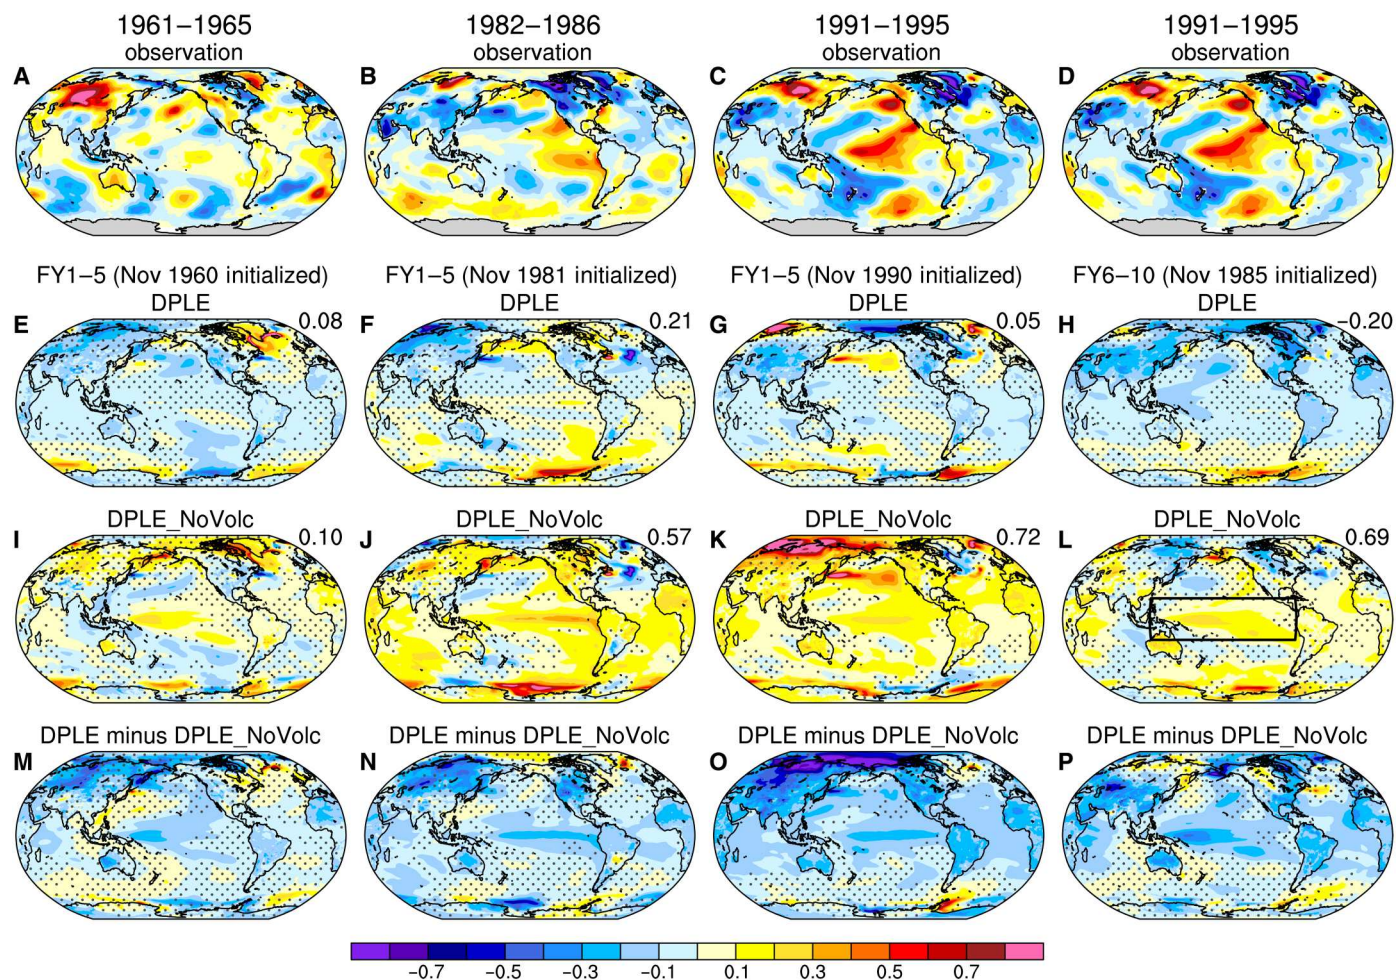 1961−1965
observation
1982−1986
observation
1991−1995
observation
1991−1995
observation
A
B
C
D
FY1−5 (Nov 1960 initialized)
DPLE
FY1−5 (Nov 1981 initialized)
DPLE
FY1−5 (Nov 1990 initialized)
DPLE
FY6−10 (Nov 1985 initialized)
DPLE
E
0.08
F
0.21
G
0.05
H
−0.20
DPLE_NoVolc
DPLE_NoVolc
DPLE_NoVolc
DPLE_NoVolc
I
0.10
J
0.57
K
0.72
L
0.69
DPLE minus DPLE_NoVolc
DPLE minus DPLE_NoVolc
DPLE minus DPLE_NoVolc
DPLE minus DPLE_NoVolc
M
N
O
P
−0.7 −0.5 −0.3 −0.1 0.1 0.3 0.5 0.7